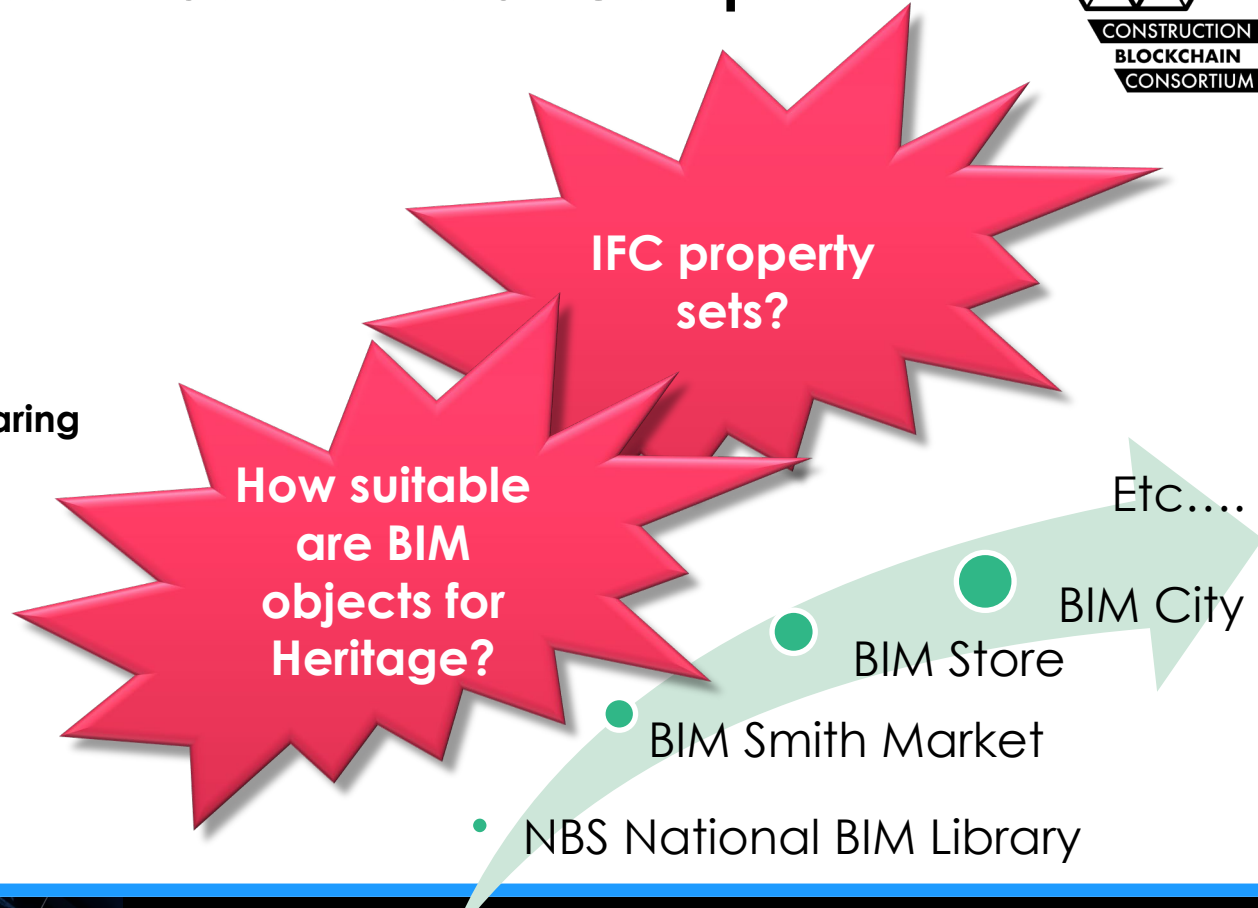 CONSTRUCTION
BLOCKCHAIN
CONSORTIUM
IFC property
sets?
aring
How suitable
are BIM
objects for
Heritage?
Etc....
BIM City
BIM Store
BIM Smith Market
NBS National BIM Library